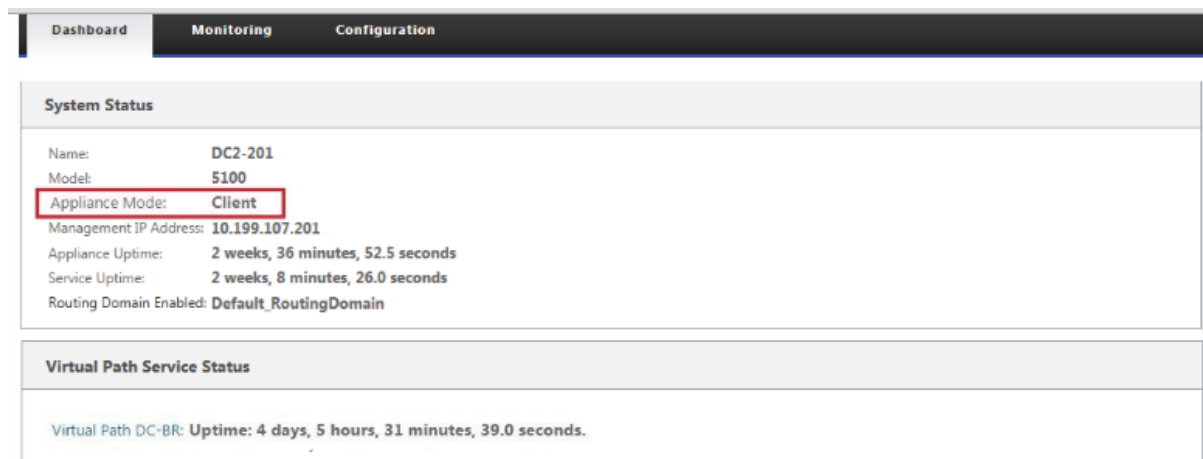 Dashboard Monitoring Configuration
System Status
Name: DC2-201
Model: 5100
Appliance Mode: Client
Management IP Address: 10.199.107.201
Appliance Uptime: 2 weeks, 36 minutes, 52.5 seconds
Service Uptime: 2 weeks, 8 minutes, 26.0 seconds
Routing Domain Enabled: Default_RoutingDomain
Virtual Path Service Status
Virtual Path DC-BR: Uptime: 4 days, 5 hours, 31 minutes, 39.0 seconds.